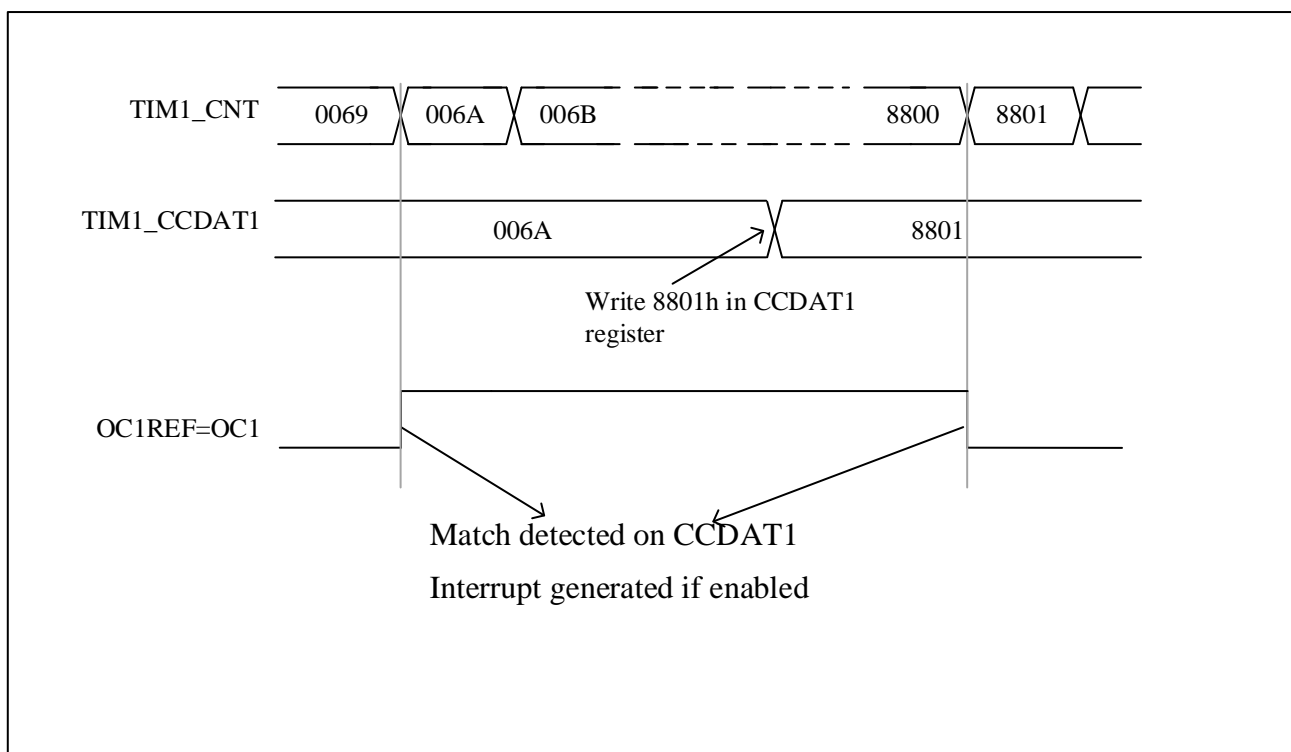 TIM1_CNT 0069 006A 006B 8800 8801
TIM1_CCDAT1 006A 8801
Write 8801h in CCDAT1
register
OC1REF=OC1
Match detected on CCDAT1
Interrupt generated if enabled